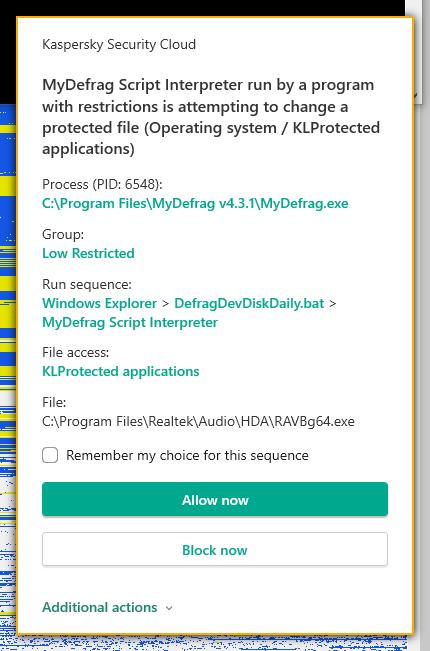 Kaspersky Security Cloud
MyDefrag Script Interpreter run by a program
with restrictions is attempting to change a
protected file (Operating system / KLProtected
applications)
Process (PID: 6548):
C:\Program Files\MyDefrag v4.3.1\MyDefrag.exe
Group:
Low Restricted
Run sequence:
Windows Explorer > DefragDevDiskDaily.bat >
MyDefrag Script Interpreter
File access:
KLProtected applications
File:
C:\Program Files\Realtek\Audio\HDA\RAVBg64.exe
Remember my choice for this sequence
Allow now
Block now
Additional actions